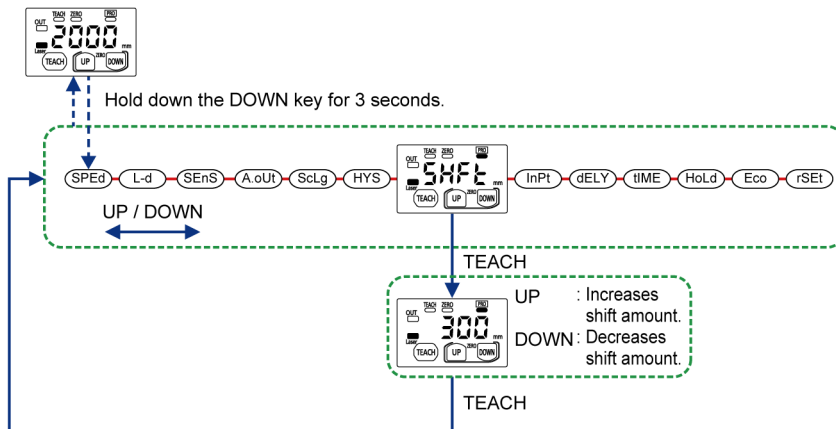 TEACH ZERO PRO
OUT
2000
mm
Laser
ZERO
TEACH UP DOWN
Hold down the DOWN key for 3 seconds.
TEACH ZERO PRO
OUT
SPEd L-d SEnS A.oUt ScLg HYS SHFt InPt dELY tIME HoLd Eco rSEt
mm
Laser
ZERO
TEACH UP DOWN
UP / DOWN
TEACH
TEACH ZERO PRO
OUT
300
mm
Laser
ZERO
TEACH UP DOWN
UP : Increases
shift amount.
DOWN : Decreases
shift amount.
TEACH